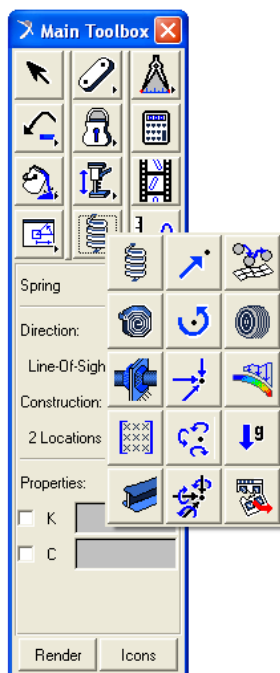 Main Toolbox
Spring
Direction:
Line-Of-Sigh
Construction:
2 Locations
g
Properties:
K
C
Render Icons